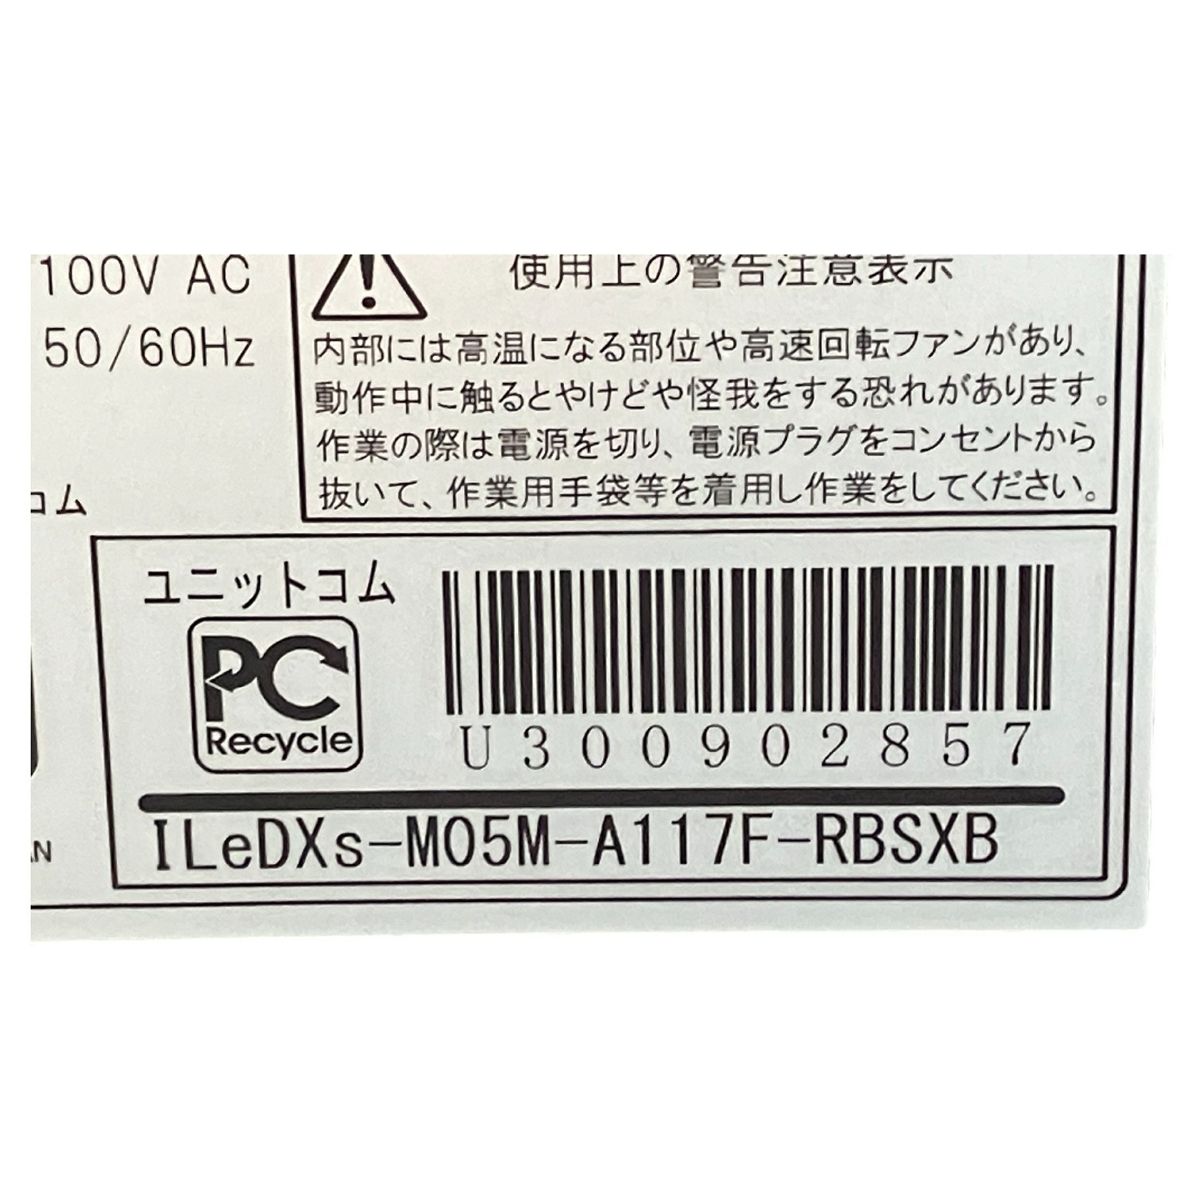 100V AC
50/60Hz
使用上の警告注意表示
内部には高温になる部位や高速回転ファンがあり、
動作中に触るとやけどや怪我をする恐れがあります。
作業の際は電源を切り、電源プラグをコンセントから
抜いて、作業用手袋等を着用し作業をしてください。
コム
ユニットコム
PC
Recycle
U300902857
ILeDXs-M05M-A117F-RBSXB
AN